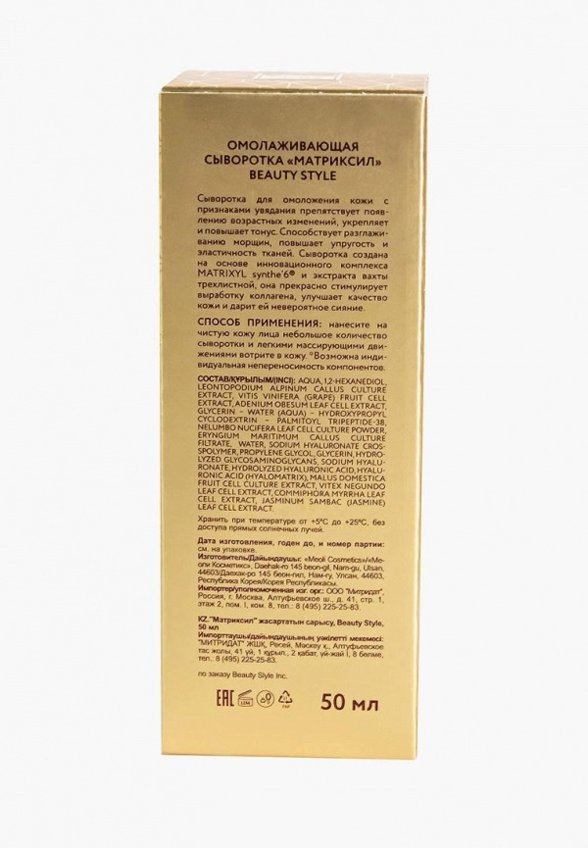 ОМОЛАЖИВАЮЩАЯ
СЫВОРОТКА «МАТРИКСИЛ»
BEAUTY STYLE
Сыворотка для омоложения кожи с
признаками увядания препятствует появ-
лению возрастных изменений, укрепляет
и повышает тонус. Способствует разглажи-
ванию морщин, повышает упругость и
эластичность тканей. Сыворотка создана
на основе инновационного комплекса
MATRIXYL synthe'6® и экстракта вахты
трехлистной, она прекрасно стимулирует
выработку коллагена, улучшает качество
кожи и дарит ей невероятное сияние.
СПОСОБ ПРИМЕНЕНИЯ: нанесите на
чистую кожу лица небольшое количество
сыворотки и легкими массирующими дви-
жениями вотрите в кожу. *Возможна инди-
видуальная непереносимость компонентов.
СОСТАВ/ҚҰРЫЛЫМ/(INCI): AQUA, 1,2-HEXANEDIOL,
LEONTOPODIUM ALPINUM CALLUS CULTURE
EXTRACT, VITIS VINIFERA (GRAPE) FRUIT CELL
EXTRACT, ADENIUM OBESUM LEAF CELL EXTRACT,
GLYCERIN – WATER (AQUA) – HYDROXYPROPYL
CYCLODEXTRIN – PALMITOYL TRIPEPTIDE-38,
NELUMBO NUCIFERA LEAF CELL CULTURE POWDER,
ERYNGIUM MARITIMUM CALLUS CULTURE
FILTRATE, WATER, SODIUM HYALURONATE CROS-
SPOLYMER, PROPYLENE GLYCOL, GLYCERIN, HYDRO-
LYZED GLYCOSAMINOGLYCANS, SODIUM HYALU-
RONATE, HYDROLYZED HYALURONIC ACID, HYALU-
RONIC ACID (HYALOMATRIX), MALUS DOMESTICA
FRUIT CELL CULTURE EXTRACT, VITEX NEGUNDO
LEAF CELL EXTRACT, COMMIPHORA MYRRHA LEAF
CELL EXTRACT, JASMINUM SAMBAC (JASMINE)
LEAF CELL EXTRACT.
Хранить при температуре от +5°С до +25°С, без
доступа прямых солнечных лучей.
Дата изготовления, годен до, и номер партии:
см. на упаковке.
Изготовитель/Дайындаушы: «Meoli Cosmetics»/«Ме-
оли Косметикс», Daehak-ro 145 beon-gil, Nam-gu, Ulsan,
44603/Даехак-ро 145 беон-гил, Нам-гу, Улсан, 44603,
Республика Корея/Корея Республикасы.
Импортер/уполномоченная изг. орг.: ООО "Митридат",
Россия, г. Москва, Алтуфьевское ш., д. 41, стр. 1,
этаж 2, пом. I, ком. 8, тел.: 8 (495) 225-25-83.
KZ."Матриксил" жасартатын сарысу, Beauty Style,
50 мл
Импорттаушы/дайындаушының уәкілетті мекемесі:
"МИТРИДАТ" ЖШҚ, Ресей, Мәскеу қ., Алтуфьевское
тас жолы, 41 үй, 1 құрып., 2 қабат, үй-жай I, 8 бөлме,
тел.: 8 (495) 225-25-83.
по заказу Beauty Style Inc.
EAC 12M PAP 50 мл